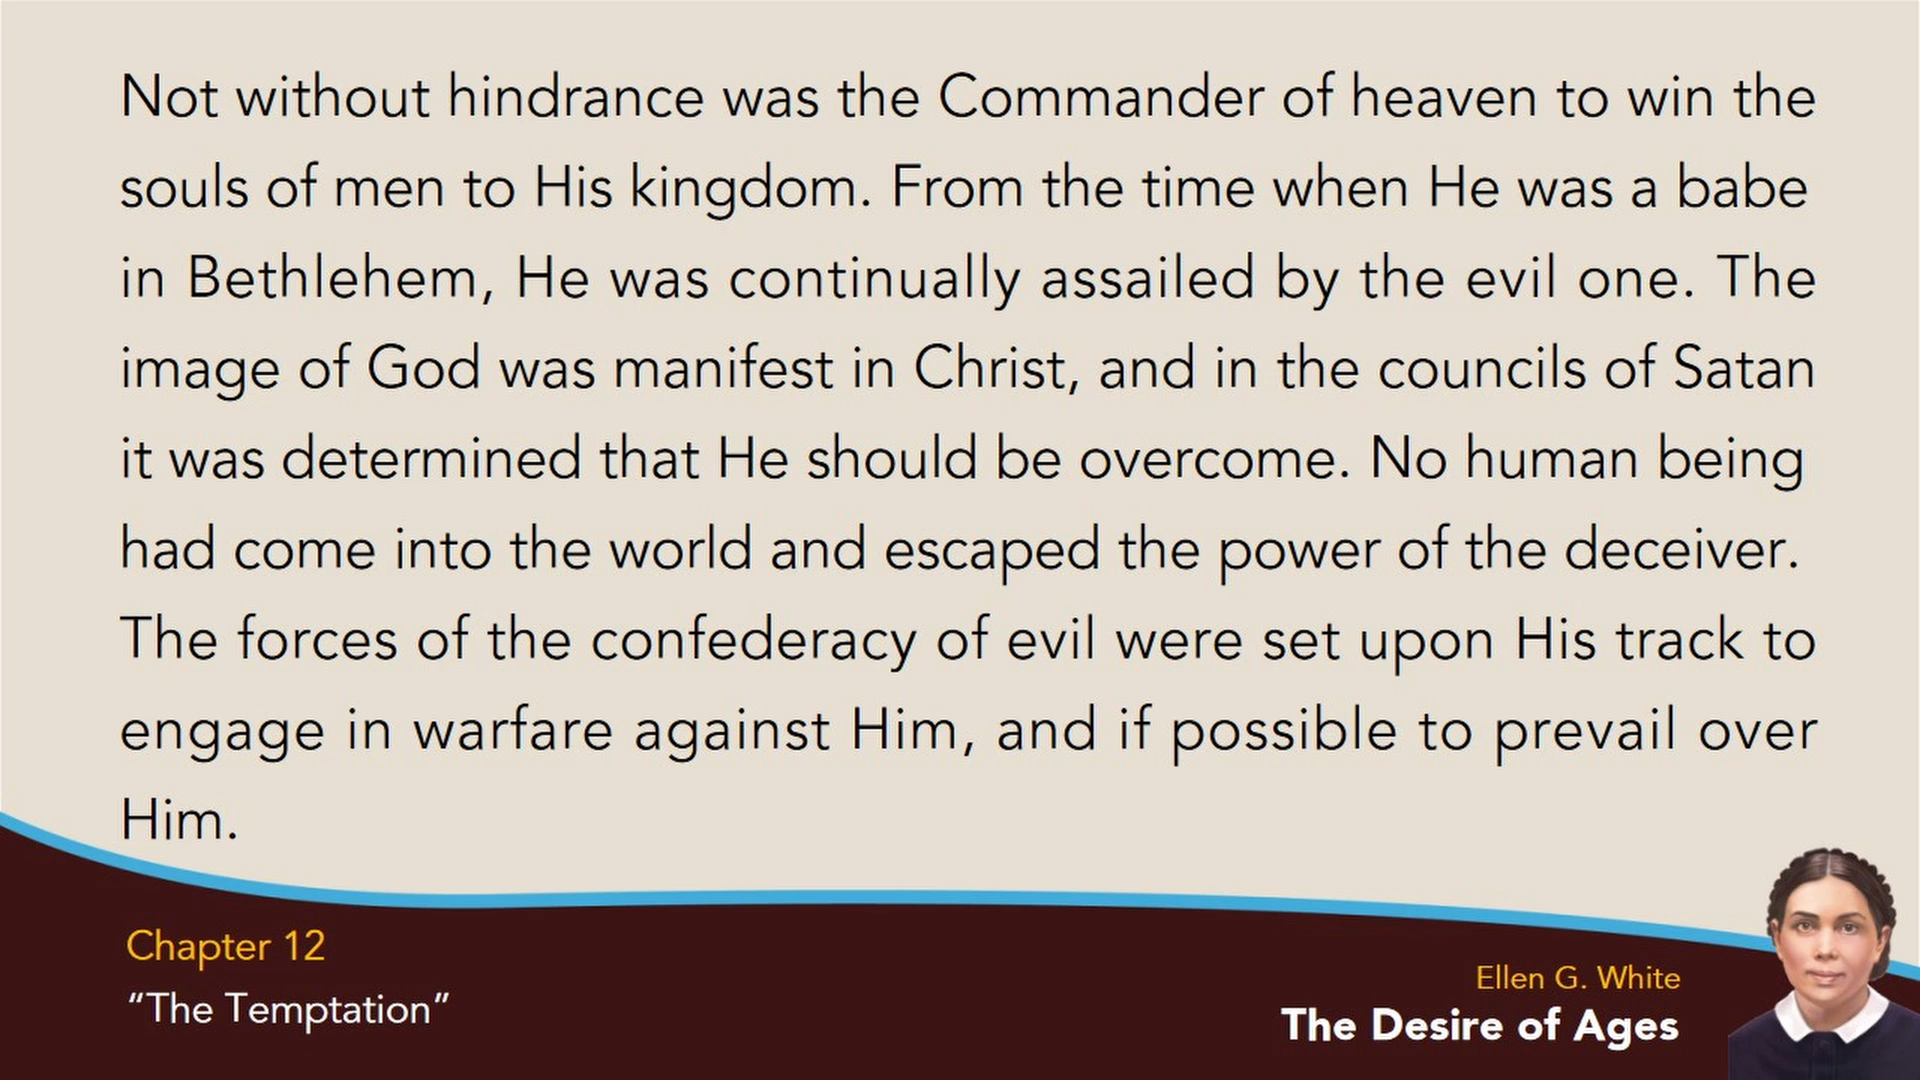 Not without hindrance was the Commander of heaven to win the
souls of men to His kingdom. From the time when He was a babe
in Bethlehem, He was continually assailed by the evil one. The
image of God was manifest in Christ, and in the councils of Satan
it was determined that He should be overcome. No human being
had come into the world and escaped the power of the deceiver.
The forces of the confederacy of evil were set upon His track to
engage in warfare against Him, and if possible to prevail over
Him.
Chapter 12
“The Temptation”
Ellen G. White
The Desire of Ages